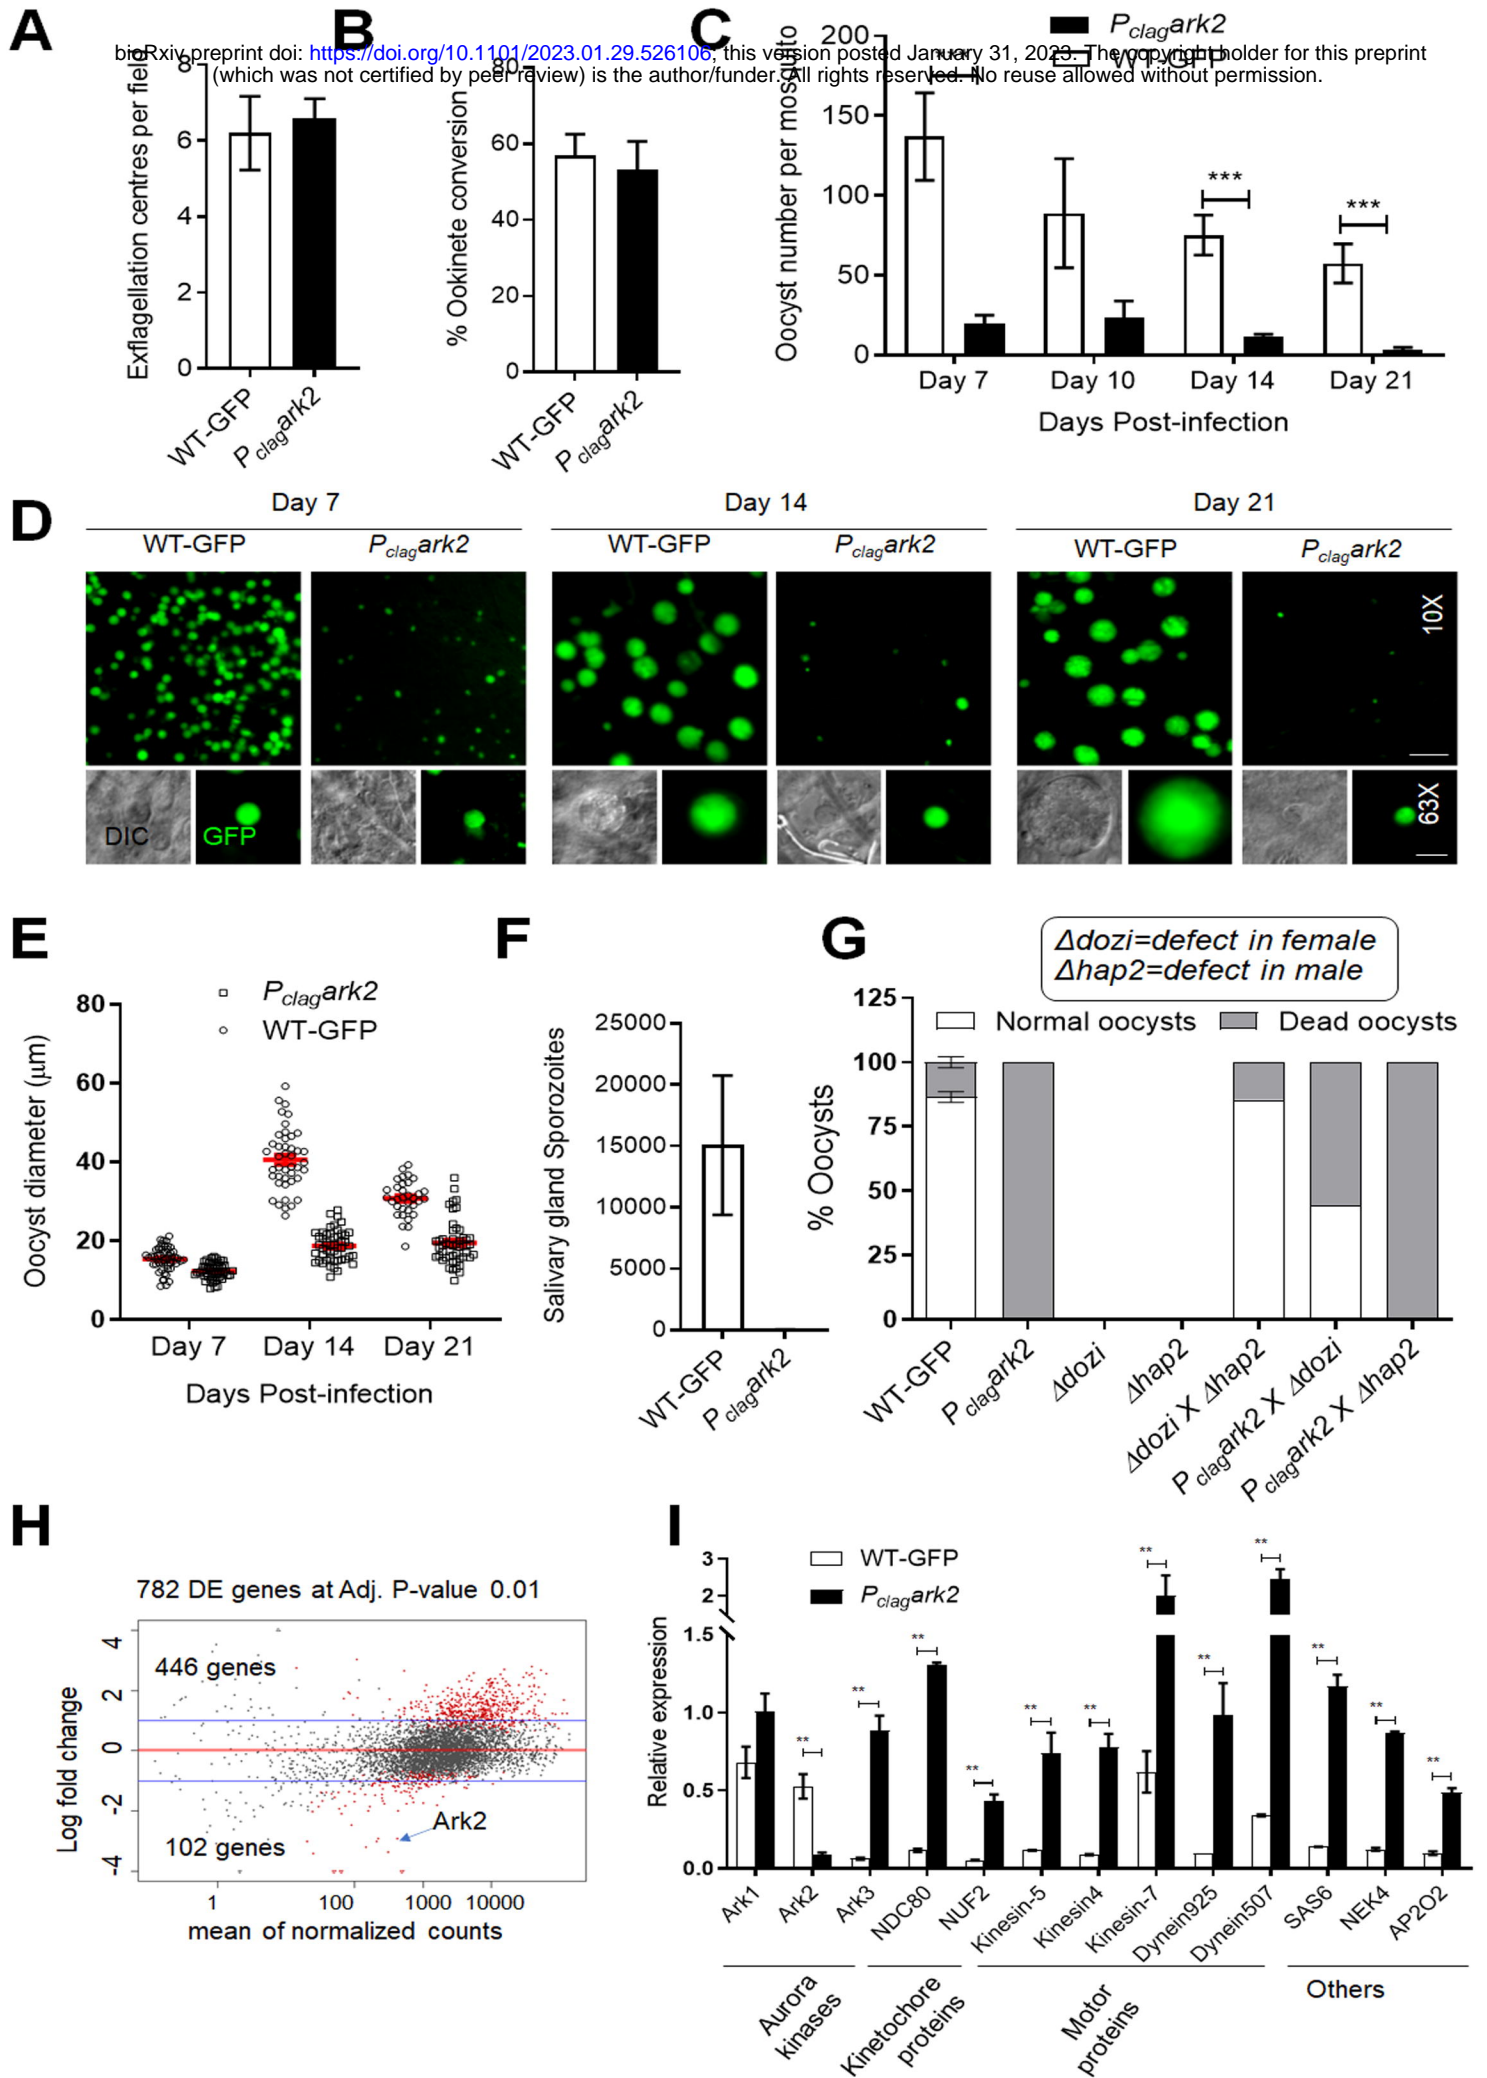 A
B
C
bioRxiv preprint doi: https://doi.org/10.1101/2023.01.29.526106; this version posted January 31, 2023. The copyright holder for this preprint
(which was not certified by peer review) is the author/funder. All rights reserved. No reuse allowed without permission.
Exflagellation centres per field
8
6
4
2
0
WT-GFP
Pclagark2
% Ookinete conversion
80
60
40
20
0
WT-GFP
Pclagark2
Oocyst number per mosquito
200
150
100
50
0
Pclagark2
WT-GFP
***
***
Day 7
Day 10
Day 14
Day 21
Days Post-infection
D
Day 7
Day 14
Day 21
WT-GFP
Pclagark2
WT-GFP
Pclagark2
WT-GFP
Pclagark2
10X
DIC
GFP
63X
E
Oocyst diameter (μm)
80
60
40
20
0
Pclagark2
WT-GFP
Day 7
Day 14
Day 21
Days Post-infection
F
Salivary gland Sporozoites
25000
20000
15000
10000
5000
0
WT-GFP
Pclagark2
G
Δdozi=defect in female
Δhap2=defect in male
% Oocysts
125
100
75
50
25
0
Normal oocysts
Dead oocysts
WT-GFP
Pclagark2
Δdozi
Δhap2
Δdozi X Δhap2
Pclagark2 X Δdozi
Pclagark2 X Δhap2
H
782 DE genes at Adj. P-value 0.01
Log fold change
4
2
0
-2
-4
446 genes
102 genes
Ark2
1
100
1000
10000
mean of normalized counts
I
WT-GFP
Pclagark2
Relative expression
3
2
1.5
1.0
0.5
0.0
**
**
**
**
**
**
**
**
**
**
**
**
Ark1
Ark2
Ark3
NDC80
NUF2
Kinesin-5
Kinesin4
Kinesin-7
Dynein925
Dynein507
SAS6
NEK4
AP2O2
Aurora
kinases
Kinetochore
proteins
Motor
proteins
Others